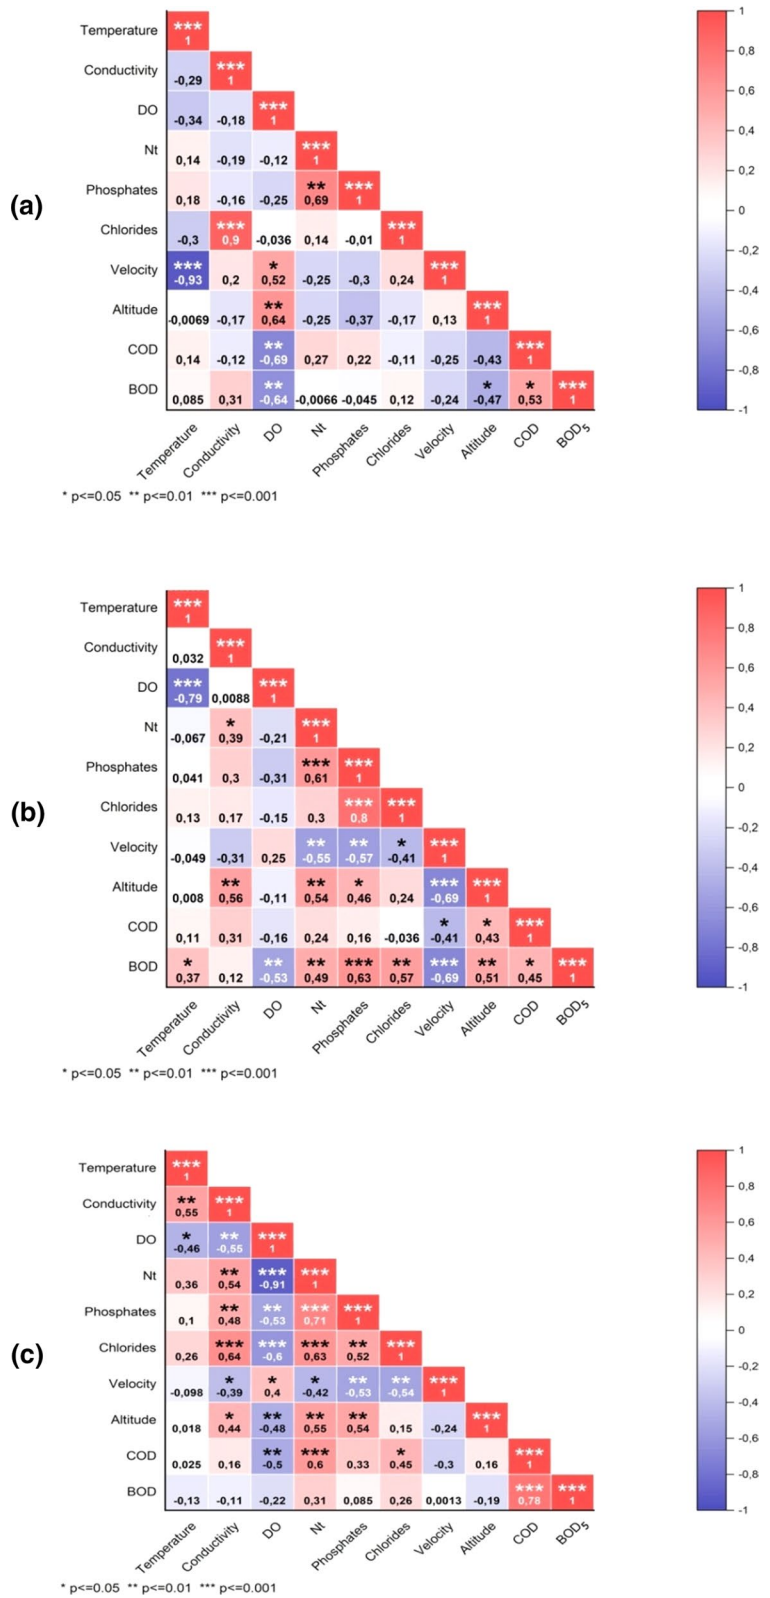 (a)
Temperature *** 1
Conductivity -0,29 *** 1
DO -0,34 -0,18 *** 1
Nt 0,14 -0,19 -0,12 *** 1
Phosphates 0,18 -0,16 -0,25 ** 0,69 *** 1
Chlorides -0,3 *** 0,9 -0,036 0,14 -0,01 *** 1
Velocity *** -0,93 0,2 * 0,52 -0,25 -0,3 0,24 *** 1
Altitude -0,0069 -0,17 ** 0,64 -0,25 -0,37 -0,17 0,13 *** 1
COD 0,14 -0,12 ** -0,69 0,27 0,22 -0,11 -0,25 -0,43 *** 1
BOD 0,085 0,31 ** -0,64 -0,0066 -0,045 0,12 -0,24 * -0,47 * 0,53 *** 1
Temperature Conductivity DO Nt Phosphates Chlorides Velocity Altitude COD BOD5
1
0,8
0,6
0,4
0,2
0
-0,2
-0,4
-0,6
-0,8
-1
* p<=0.05 ** p<=0.01 *** p<=0.001
(b)
Temperature *** 1
Conductivity 0,032 *** 1
DO *** -0,79 0,0088 *** 1
Nt -0,067 * 0,39 -0,21 *** 1
Phosphates 0,041 0,3 -0,31 *** 0,61 *** 1
Chlorides 0,13 0,17 -0,15 0,3 *** 0,8 *** 1
Velocity -0,049 -0,31 0,25 ** -0,55 ** -0,57 * -0,41 *** 1
Altitude 0,008 ** 0,56 -0,11 ** 0,54 * 0,46 0,24 *** -0,69 *** 1
COD 0,11 0,31 -0,16 0,24 0,16 -0,036 * -0,41 * 0,43 *** 1
BOD * 0,37 0,12 ** -0,53 ** 0,49 *** 0,63 ** 0,57 *** -0,69 ** 0,51 * 0,45 *** 1
Temperature Conductivity DO Nt Phosphates Chlorides Velocity Altitude COD BOD5
1
0,8
0,6
0,4
0,2
0
-0,2
-0,4
-0,6
-0,8
-1
* p<=0.05 ** p<=0.01 *** p<=0.001
(c)
Temperature *** 1
Conductivity ** 0,55 *** 1
DO * -0,46 ** -0,55 *** 1
Nt 0,36 ** 0,54 *** -0,91 *** 1
Phosphates 0,1 ** 0,48 ** -0,53 *** 0,71 *** 1
Chlorides 0,26 *** 0,64 *** -0,6 *** 0,63 ** 0,52 *** 1
Velocity -0,098 * -0,39 * 0,4 * -0,42 ** -0,53 ** -0,54 *** 1
Altitude 0,018 * 0,44 ** -0,48 ** 0,55 ** 0,54 0,15 -0,24 *** 1
COD 0,025 0,16 ** -0,5 *** 0,6 0,33 * 0,45 -0,3 0,16 *** 1
BOD -0,13 -0,11 -0,22 0,31 0,085 0,26 0,0013 -0,19 *** 0,78 *** 1
Temperature Conductivity DO Nt Phosphates Chlorides Velocity Altitude COD BOD5
1
0,8
0,6
0,4
0,2
0
-0,2
-0,4
-0,6
-0,8
-1
* p<=0.05 ** p<=0.01 *** p<=0.001